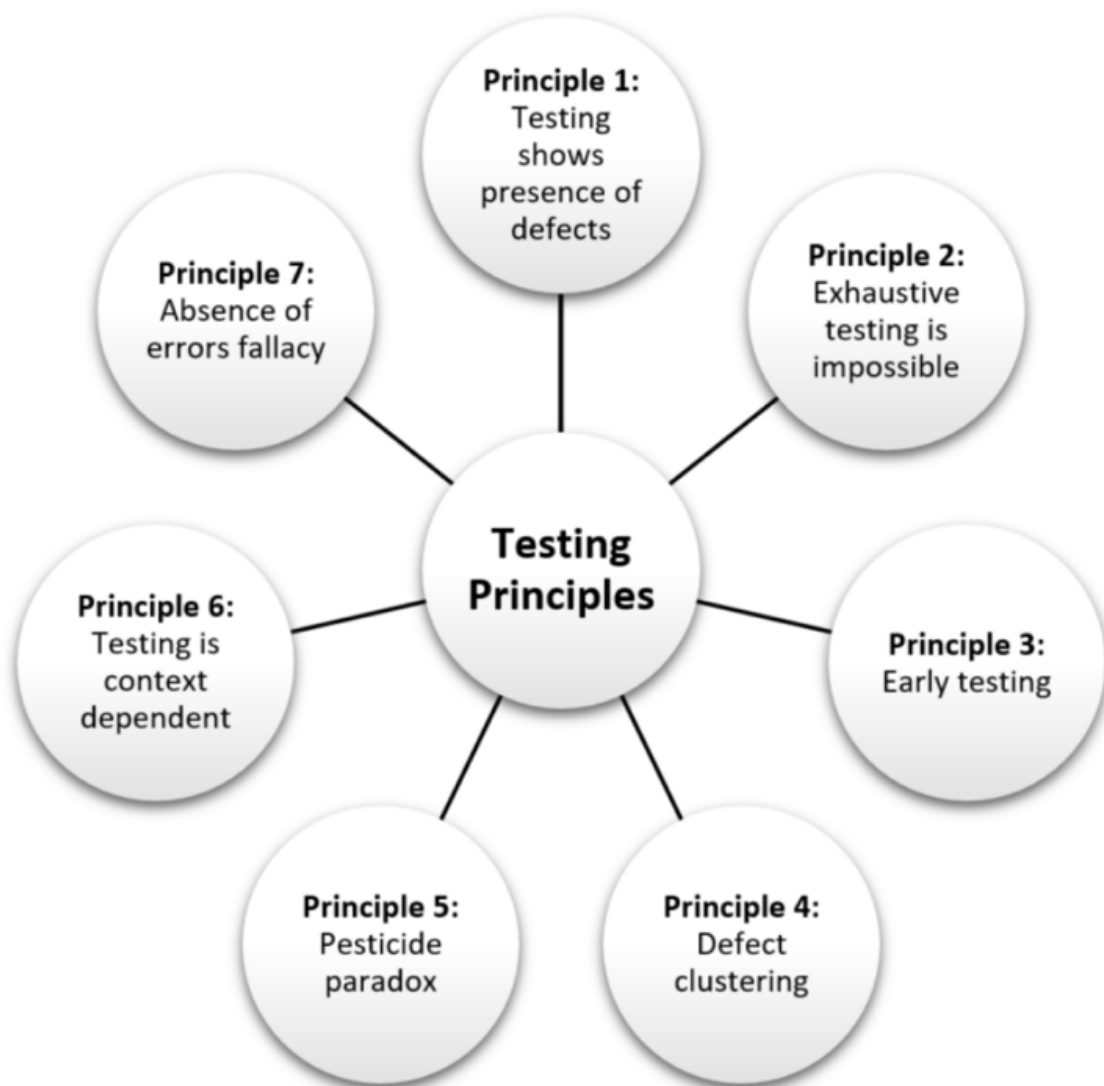 Principle 1:
Testing
shows
presence of
defects
Principle 2:
Exhaustive
testing is
impossible
Principle 7:
Absence of
errors fallacy
Testing
Principles
Principle 3:
Early testing
Principle 6:
Testing is
context
dependent
Principle 5:
Pesticide
paradox
Principle 4:
Defect
clustering